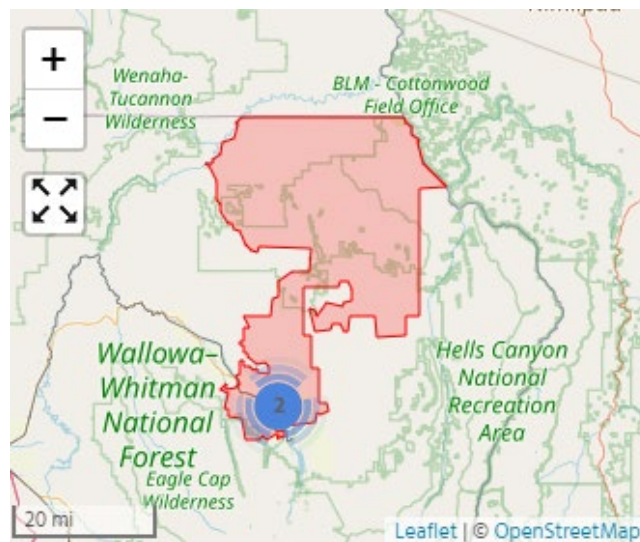 +
−
Wenaha-
Tucannon
Wilderness
BLM - Cottonwood
Field Office
Wallowa–
Whitman
National
Forest
Eagle Cap
Wilderness
2
Hells Canyon
National
Recreation
Area
20 mi
Leaflet | © OpenStreetMap